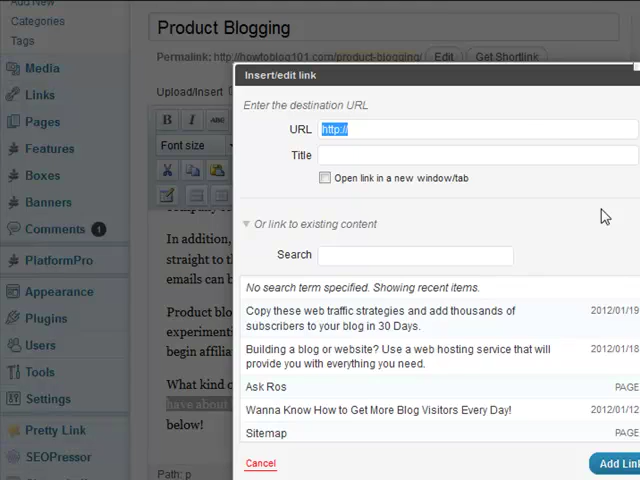 Add New
Categories
Tags
Media
Links
Pages
Features
Boxes
Banners
Comments 1
PlatformPro
Appearance
Plugins
Users
Tools
Settings
Pretty Link
SEOPressor
Product Blogging
Permalink: http://howtoblog101.com/product-blogging/ Edit Get Shortlink
Upload/Insert
B I ABC
Font size
company
In addition,
straight to th
emails can b
Product blo
experimenti
begin affilia
What kind o
have about
below!
Path: p
Insert/edit link
Enter the destination URL
URL http://
Title
Open link in a new window/tab
Or link to existing content
Search
No search term specified. Showing recent items.
Copy these web traffic strategies and add thousands of 2012/01/19
subscribers to your blog in 30 Days.
Building a blog or website? Use a web hosting service that will 2012/01/18
provide you with everything you need.
Ask Ros PAGE
Wanna Know How to Get More Blog Visitors Every Day! 2012/01/12
Sitemap PAGE
Cancel Add Link